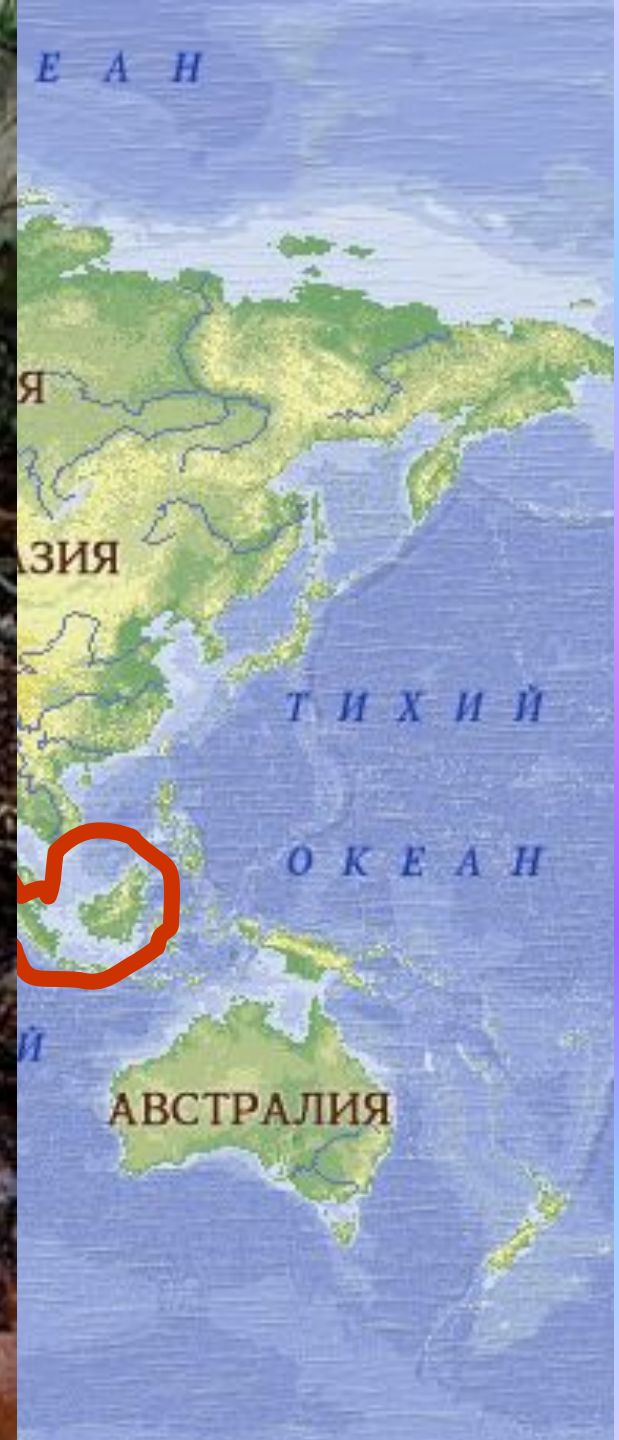 Е А Н
Я
АЗИЯ
Т И Х И Й
О К Е А Н
Й
АВСТРАЛИЯ